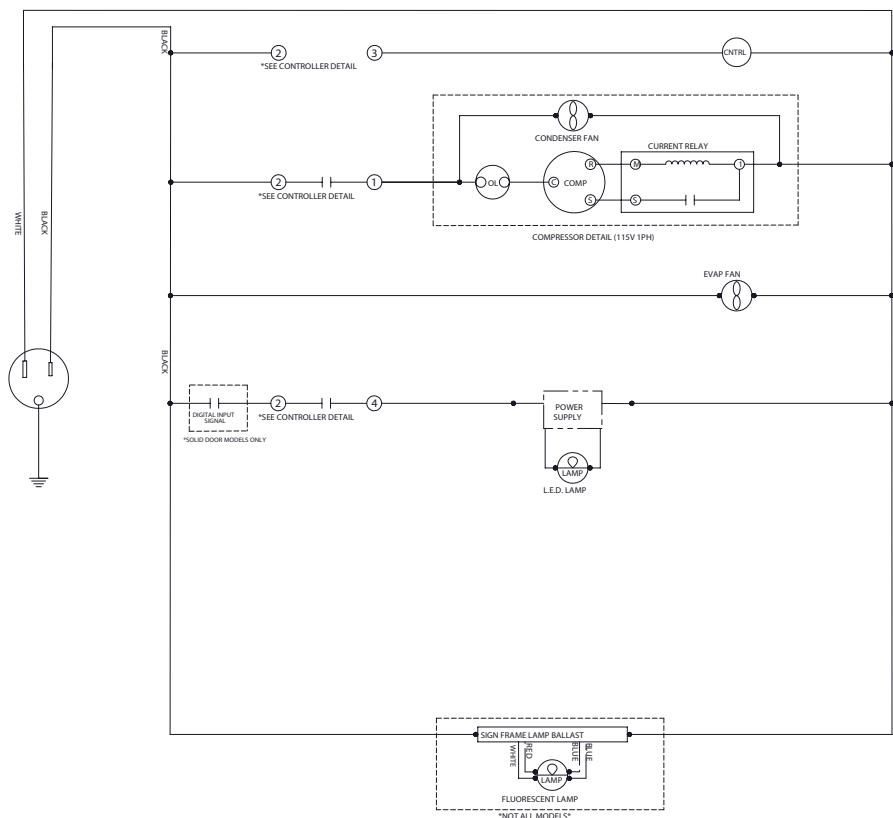 BLACK
2
3
CNTRL
*SEE CONTROLLER DETAIL
CONDENSER FAN
CURRENT RELAY
R
M
1
2
1
OL
C
COMP
*SEE CONTROLLER DETAIL
S
S
COMPRESSOR DETAIL (115V 1PH)
WHITE
BLACK
EVAP FAN
BLACK
DIGITAL INPUT
SIGNAL
2
4
*SEE CONTROLLER DETAIL
*SOLID DOOR MODELS ONLY
POWER
SUPPLY
LAMP
L.E.D. LAMP
SIGN FRAME LAMP BALLAST
WHITE
RED
BLUE
BLUE
LAMP
FLUORESCENT LAMP
*NOT ALL MODELS*